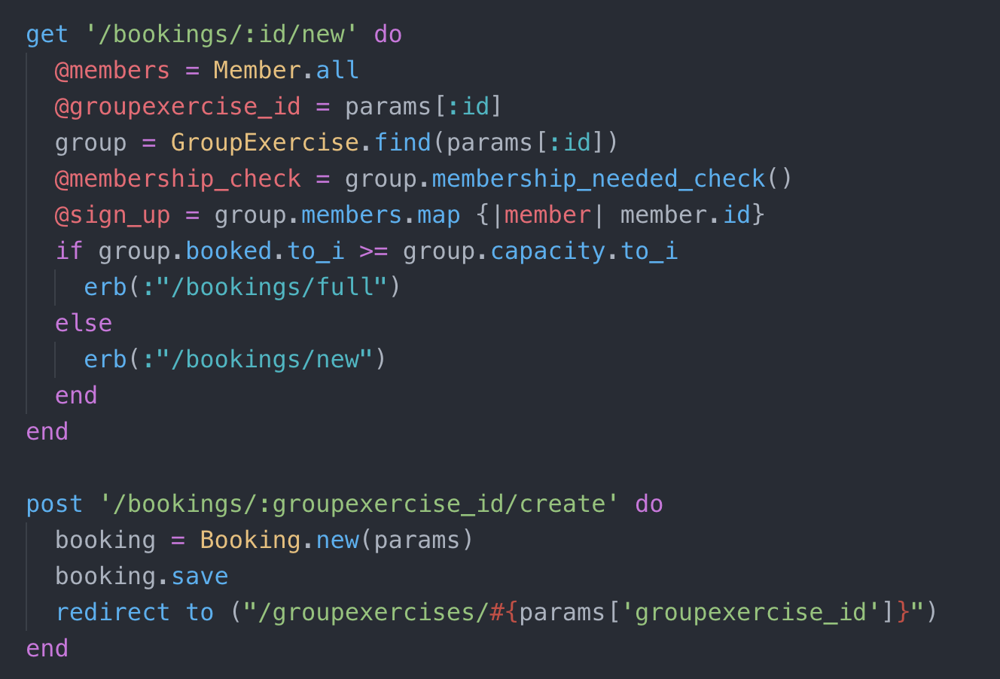 get '/bookings/:id/new' do
  @members = Member.all
  @groupexercise_id = params[:id]
  group = GroupExercise.find(params[:id])
  @membership_check = group.membership_needed_check()
  @sign_up = group.members.map {|member| member.id}
  if group.booked.to_i >= group.capacity.to_i
    erb(:"/bookings/full")
  else
    erb(:"/bookings/new")
  end
end

post '/bookings/:groupexercise_id/create' do
  booking = Booking.new(params)
  booking.save
  redirect to ("/groupexercises/#{params['groupexercise_id']}")
end